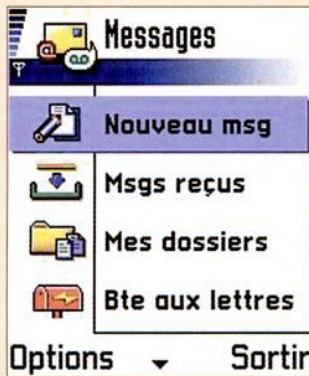 Messages
Nouveau msg
Msgs reçus
Mes dossiers
Bte aux lettres
Options Sortir